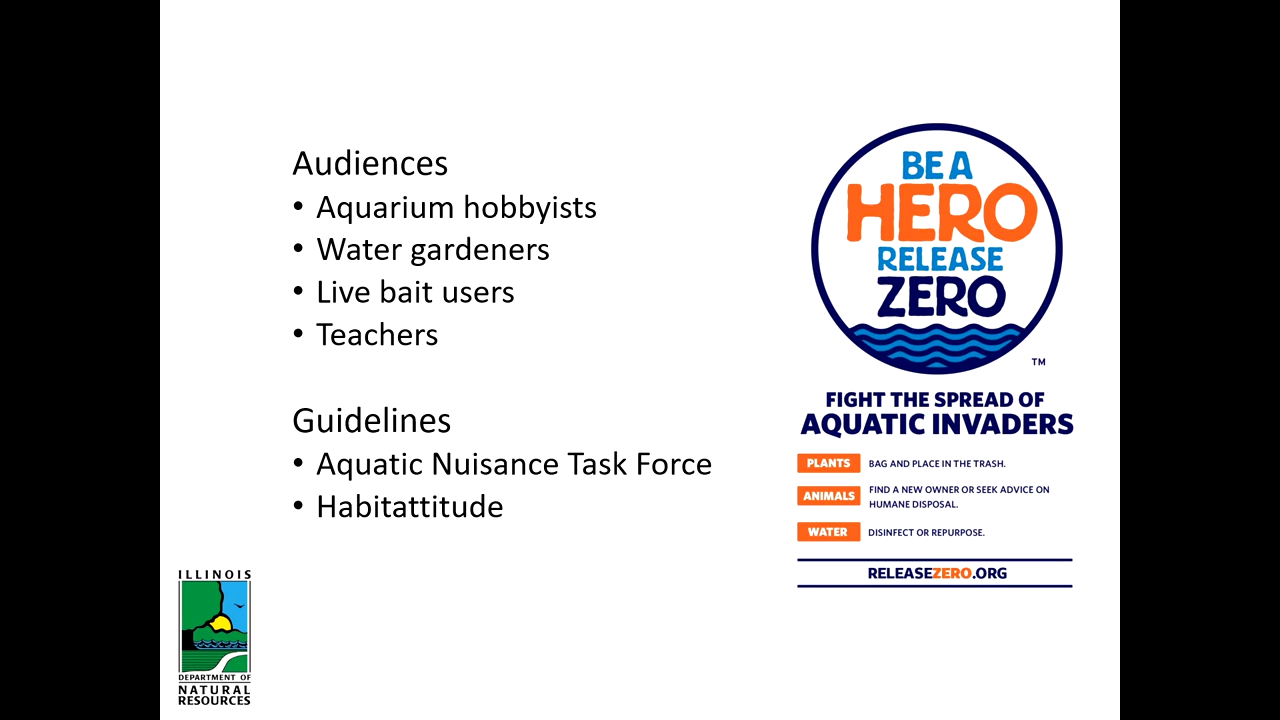 Audiences
• Aquarium hobbyists
• Water gardeners
• Live bait users
• Teachers
Guidelines
• Aquatic Nuisance Task Force
• Habitattitude
BE A
HERO
RELEASE
ZERO
TM
FIGHT THE SPREAD OF
AQUATIC INVADERS
PLANTS BAG AND PLACE IN THE TRASH.
ANIMALS FIND A NEW OWNER OR SEEK ADVICE ON
HUMANE DISPOSAL.
WATER DISINFECT OR REPURPOSE.
RELEASEZERO.ORG
ILLINOIS
DEPARTMENT OF
NATURAL
RESOURCES